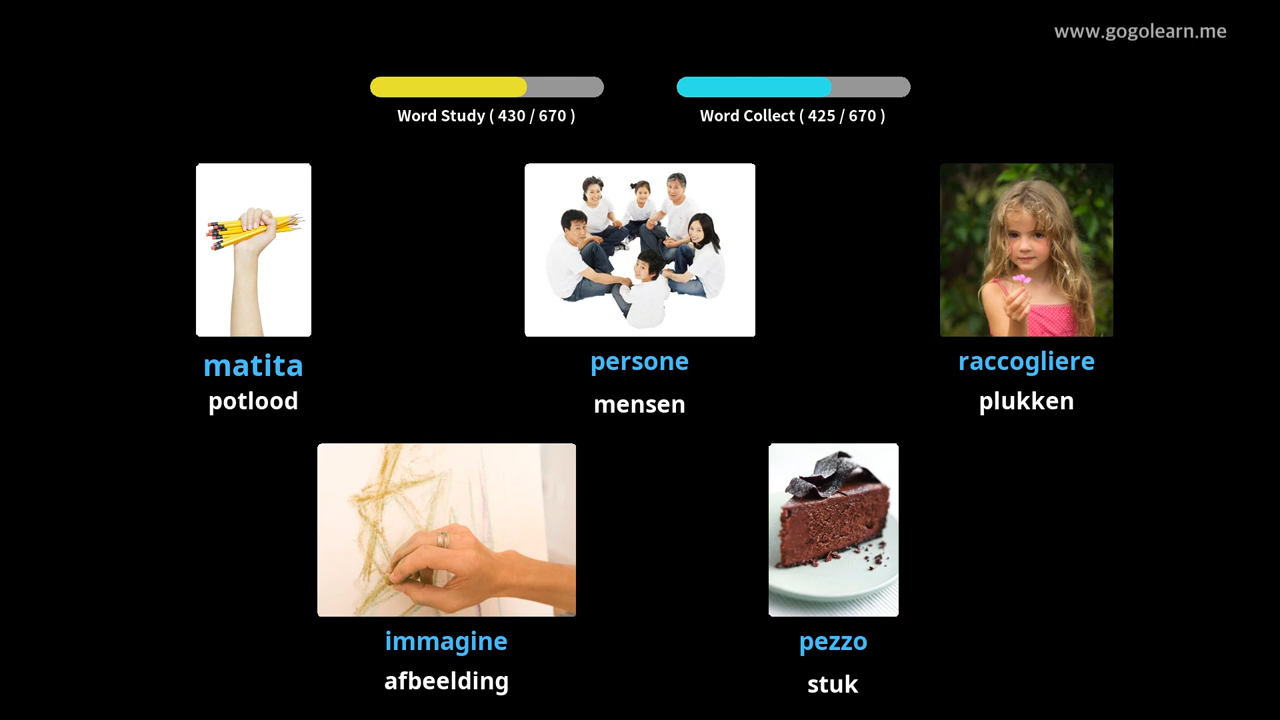 www.gogolearn.me
Word Study ( 430 / 670 )
Word Collect ( 425 / 670 )
matita
potlood
persone
mensen
raccogliere
plukken
immagine
afbeelding
pezzo
stuk